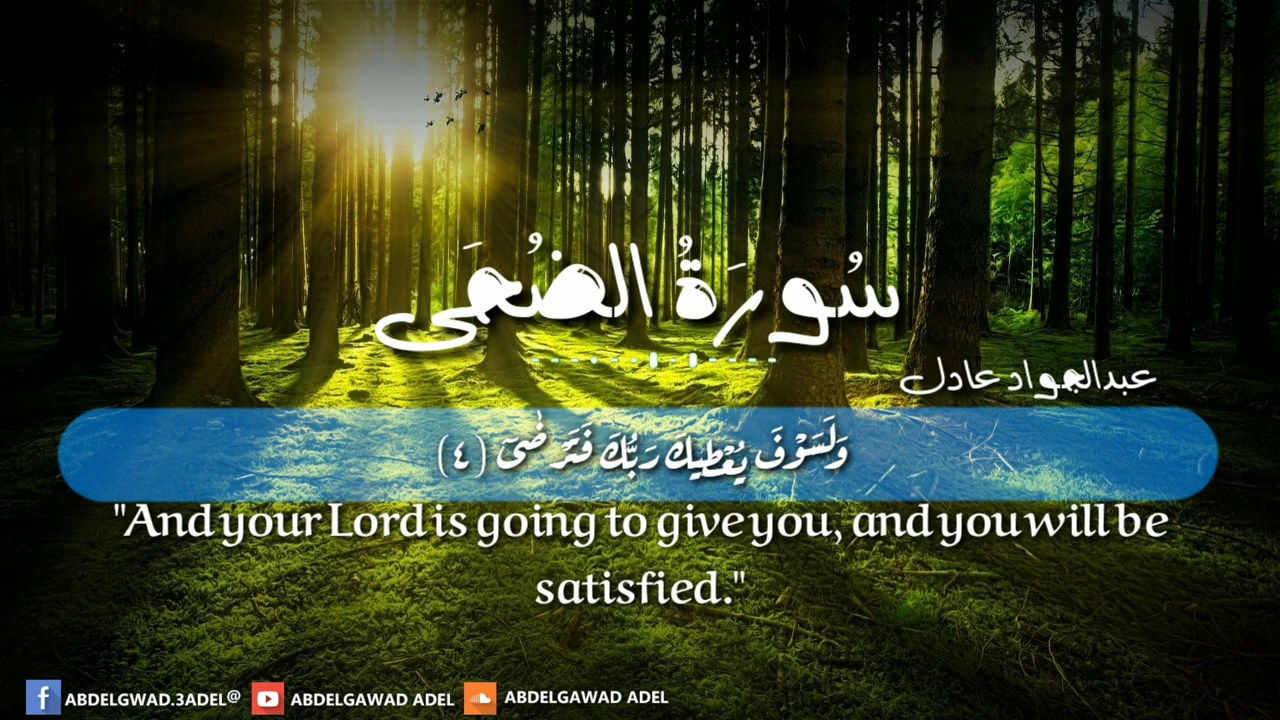 سُورَةُ الضُحَى
عبدالجواد عادل
وَلَسَوْفَ يُعْطِيكَ رَبُّكَ فَتَرْضَىٰٓ (٤)
"And your Lord is going to give you, and you will be
satisfied."
ABDELGWAD.3ADEL@ ABDELGAWAD ADEL ABDELGAWAD ADEL